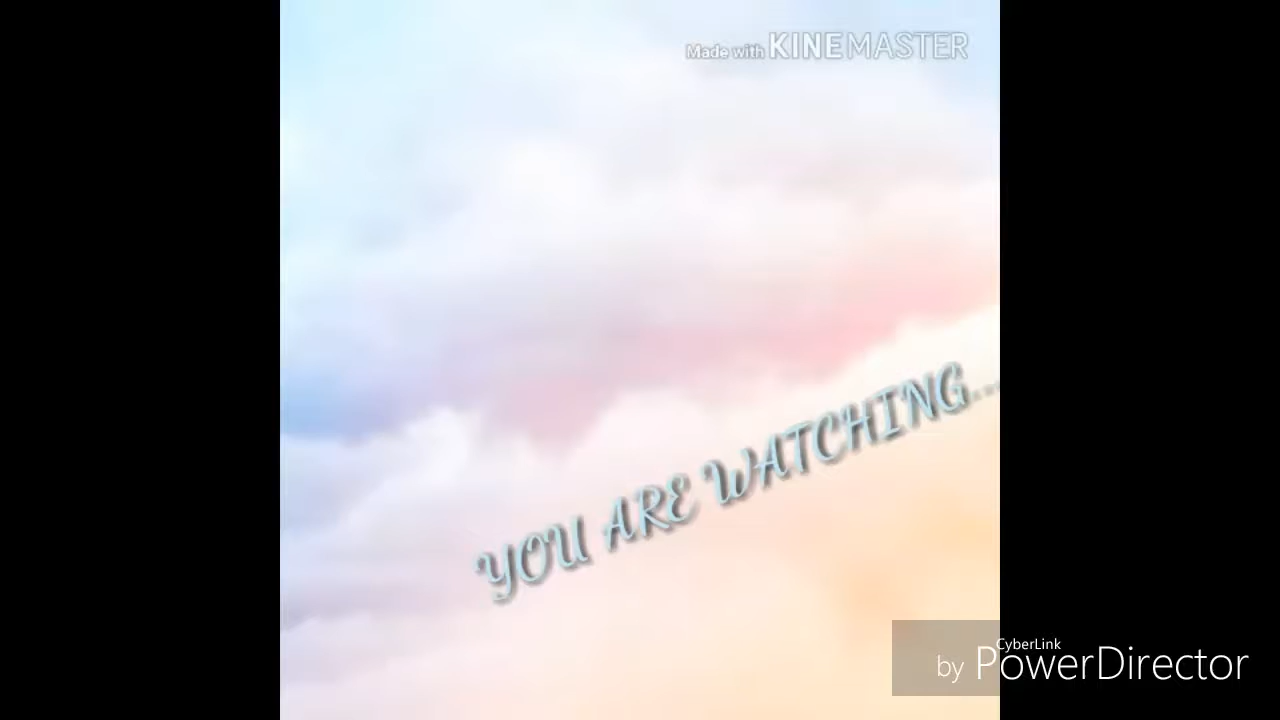 Made with KINEMASTER
YOU ARE WATCHING...
CyberLink
by PowerDirector